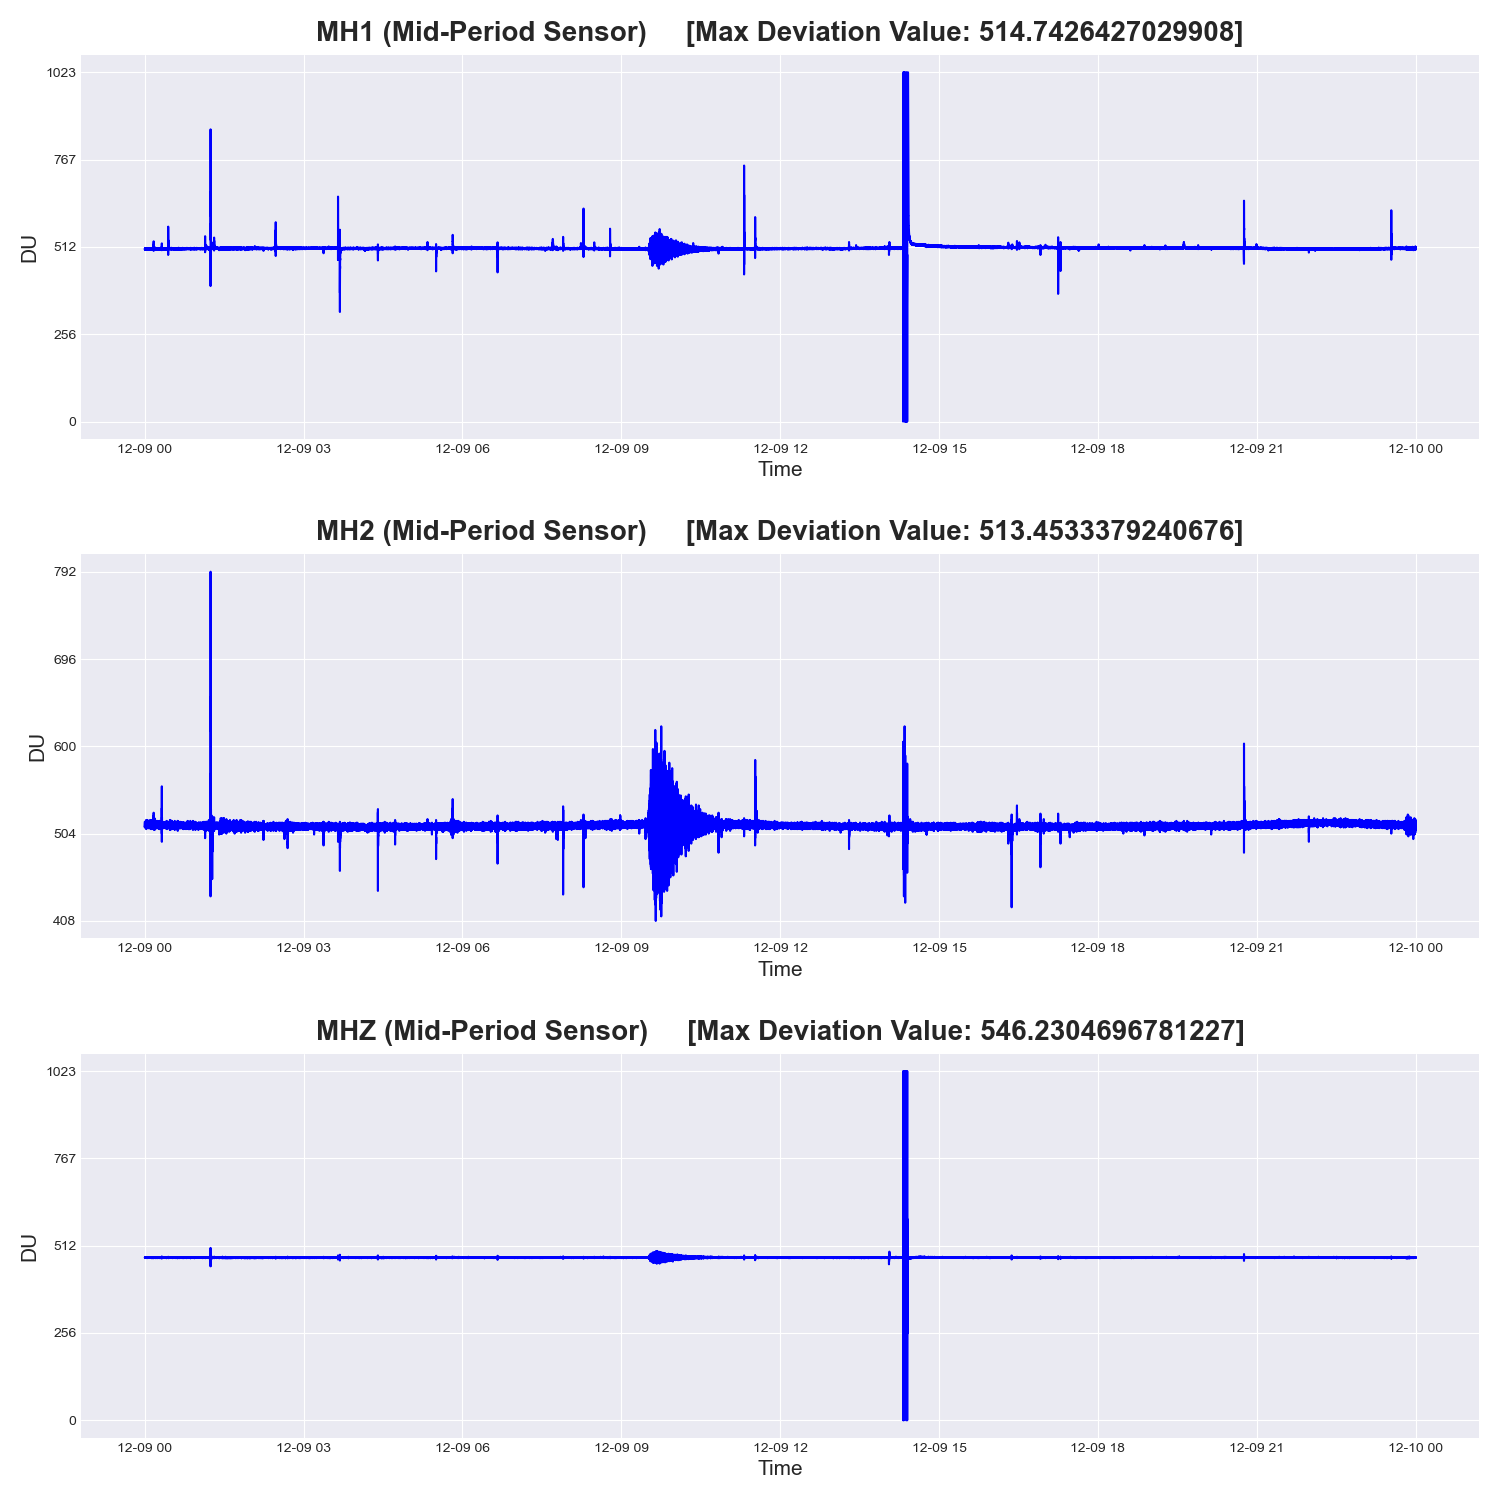 MH1 (Mid-Period Sensor) [Max Deviation Value: 514.7426427029908]
1023
767
512
256
0
DU
12-09 00 12-09 03 12-09 06 12-09 09 12-09 12 12-09 15 12-09 18 12-09 21 12-10 00
Time
MH2 (Mid-Period Sensor) [Max Deviation Value: 513.4533379240676]
792
696
600
504
408
DU
12-09 00 12-09 03 12-09 06 12-09 09 12-09 12 12-09 15 12-09 18 12-09 21 12-10 00
Time
MHZ (Mid-Period Sensor) [Max Deviation Value: 546.2304696781227]
1023
767
512
256
0
DU
12-09 00 12-09 03 12-09 06 12-09 09 12-09 12 12-09 15 12-09 18 12-09 21 12-10 00
Time